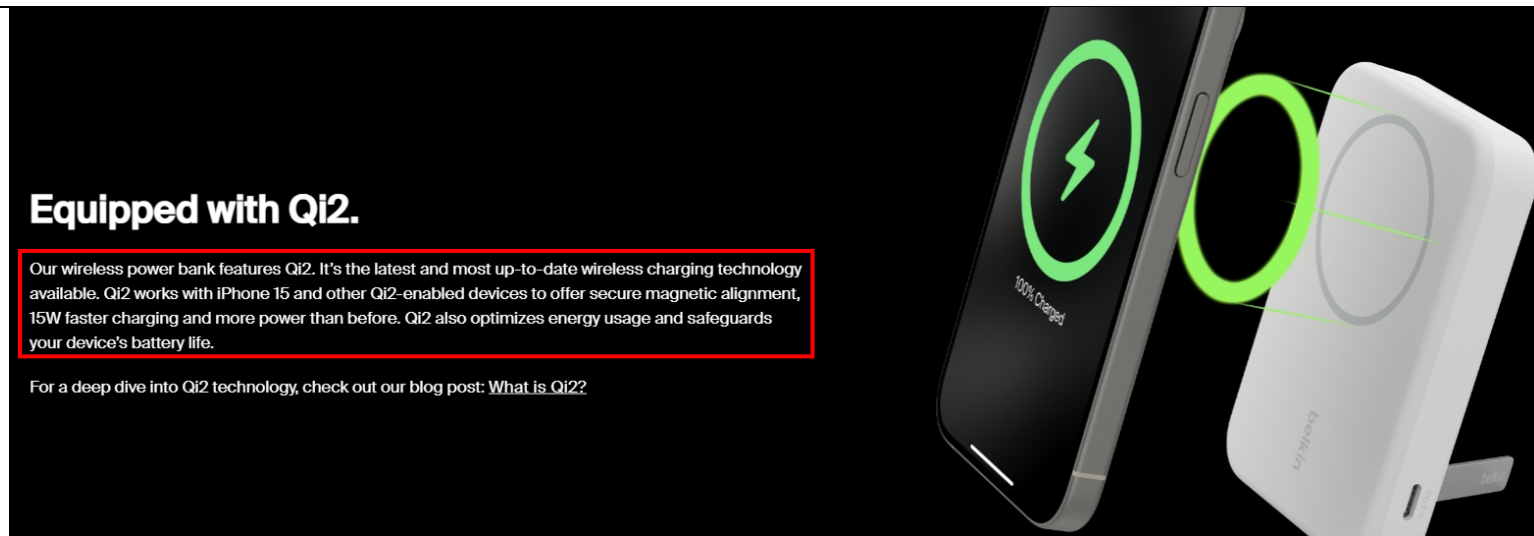 Equipped with Qi2.
Our wireless power bank features Qi2. It's the latest and most up-to-date wireless charging technology
available. Qi2 works with iPhone 15 and other Qi2-enabled devices to offer secure magnetic alignment,
15W faster charging and more power than before. Qi2 also optimizes energy usage and safeguards
your device's battery life.
For a deep dive into Qi2 technology, check out our blog post: What is Qi2?
100% Charged
belkin
belkin